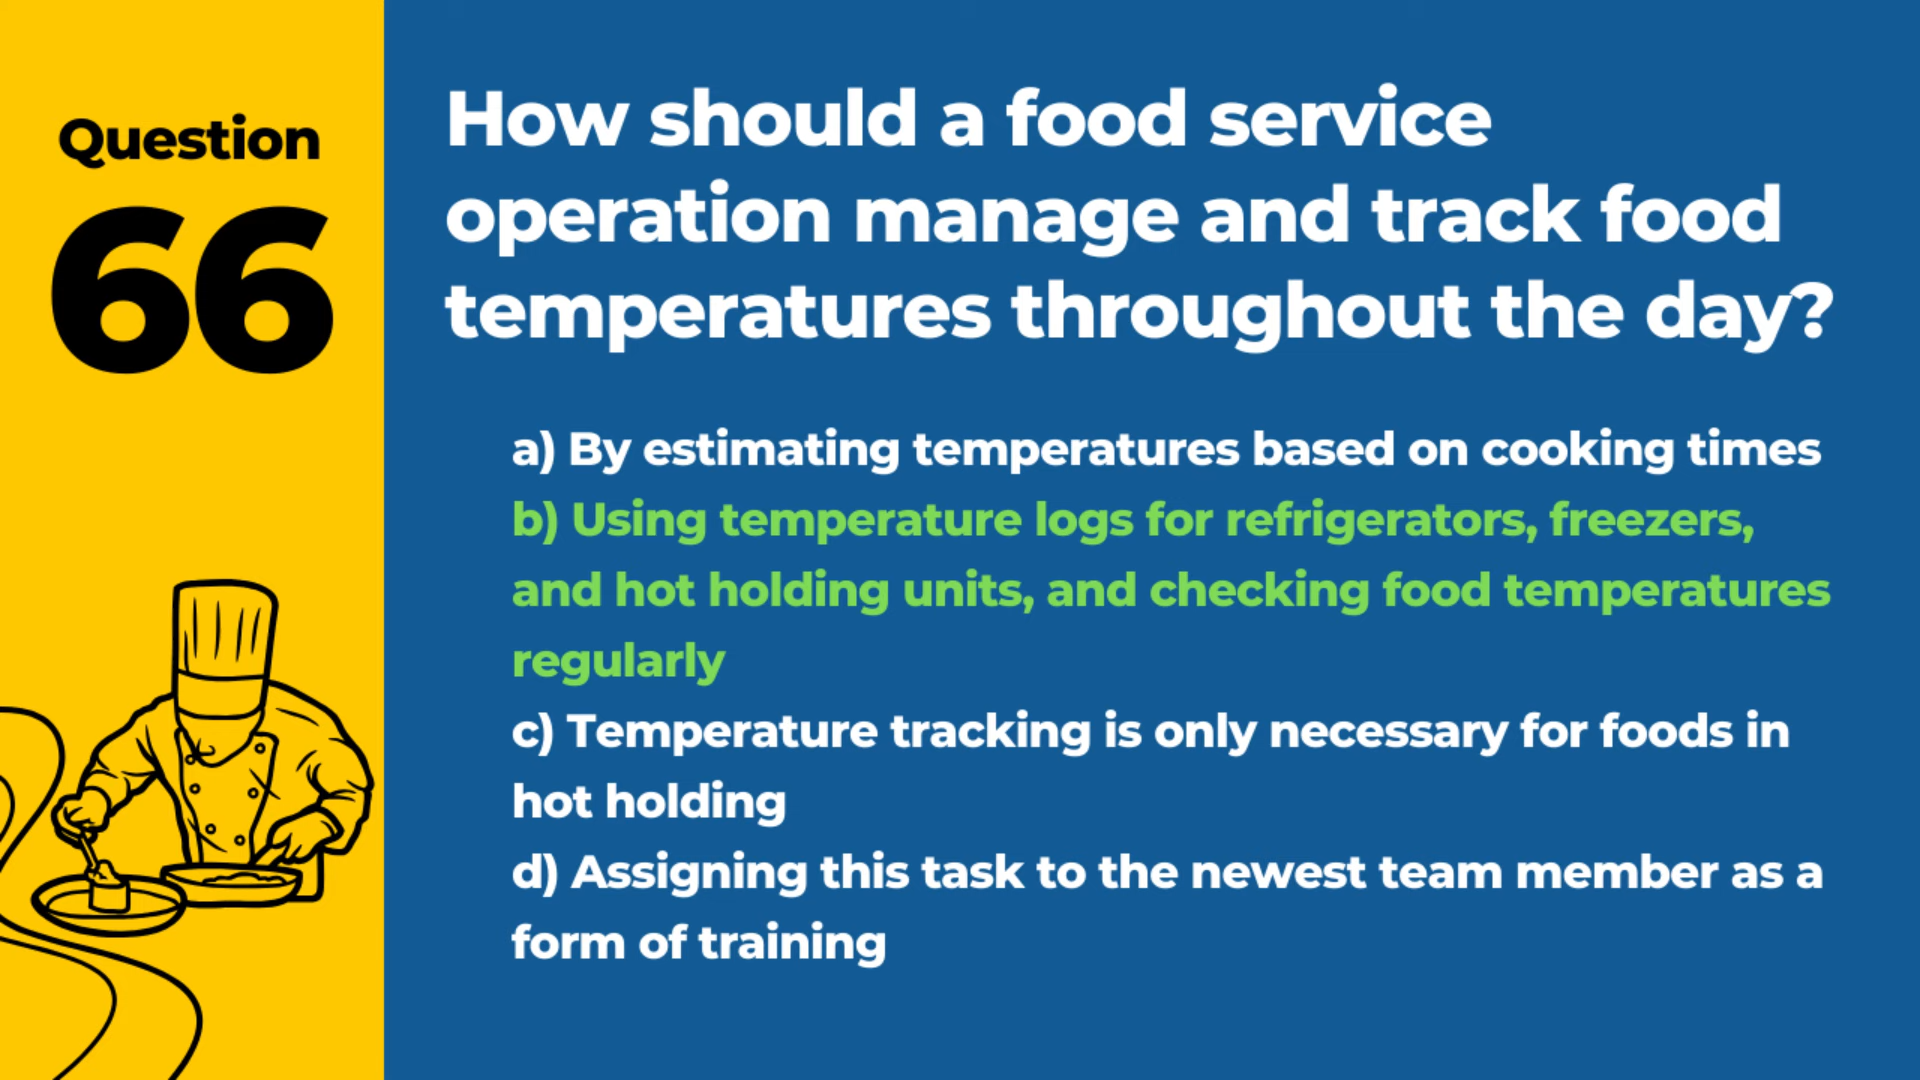 Question
66
How should a food service
operation manage and track food
temperatures throughout the day?
a) By estimating temperatures based on cooking times
b) Using temperature logs for refrigerators, freezers,
and hot holding units, and checking food temperatures
regularly
c) Temperature tracking is only necessary for foods in
hot holding
d) Assigning this task to the newest team member as a
form of training